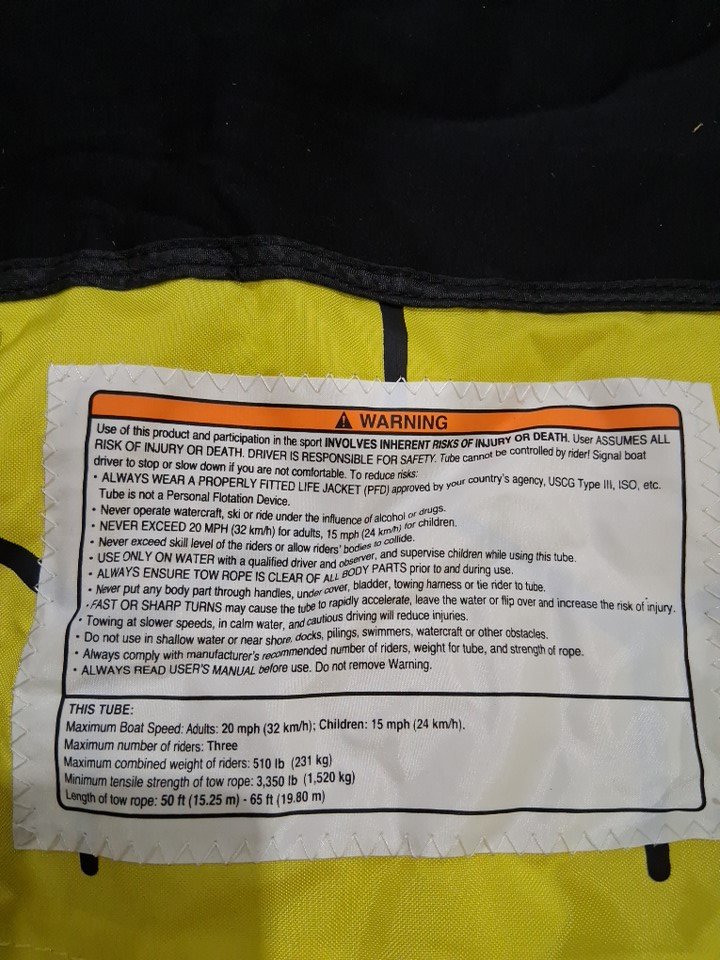 WARNING
Use of this product and participation in the sport INVOLVES INHERENT RISKS OF INJURY OR DEATH. User ASSUMES ALL
RISK OF INJURY OR DEATH. DRIVER IS RESPONSIBLE FOR SAFETY. Tube cannot be controlled by rider! Signal boat
driver to stop or slow down if you are not comfortable. To reduce risks:
• ALWAYS WEAR A PROPERLY FITTED LIFE JACKET (PFD) approved by your country's agency, USCG Type III, ISO, etc.
Tube is not a Personal Flotation Device.
• Never operate watercraft, ski or ride under the influence of alcohol or drugs.
• NEVER EXCEED 20 MPH (32 km/h) for adults, 15 mph (24 km/h) for children.
• Never exceed skill level of the riders or allow riders' bodies to collide.
• USE ONLY ON WATER with a qualified driver and observer, and supervise children while using this tube.
• ALWAYS ENSURE TOW ROPE IS CLEAR OF ALL BODY PARTS prior to and during use.
• Never put any body part through handles, under cover, bladder, towing harness or tie rider to tube.
• FAST OR SHARP TURNS may cause the tube to rapidly accelerate, leave the water or flip over and increase the risk of injury.
• Towing at slower speeds, in calm water, and cautious driving will reduce injuries.
• Do not use in shallow water or near shore, docks, pilings, swimmers, watercraft or other obstacles.
• Always comply with manufacturer's recommended number of riders, weight for tube, and strength of rope.
• ALWAYS READ USER'S MANUAL before use. Do not remove Warning.
THIS TUBE:
Maximum Boat Speed: Adults: 20 mph (32 km/h); Children: 15 mph (24 km/h).
Maximum number of riders: Three
Maximum combined weight of riders: 510 lb (231 kg)
Minimum tensile strength of tow rope: 3,350 lb (1,520 kg)
Length of tow rope: 50 ft (15.25 m) - 65 ft (19.80 m)